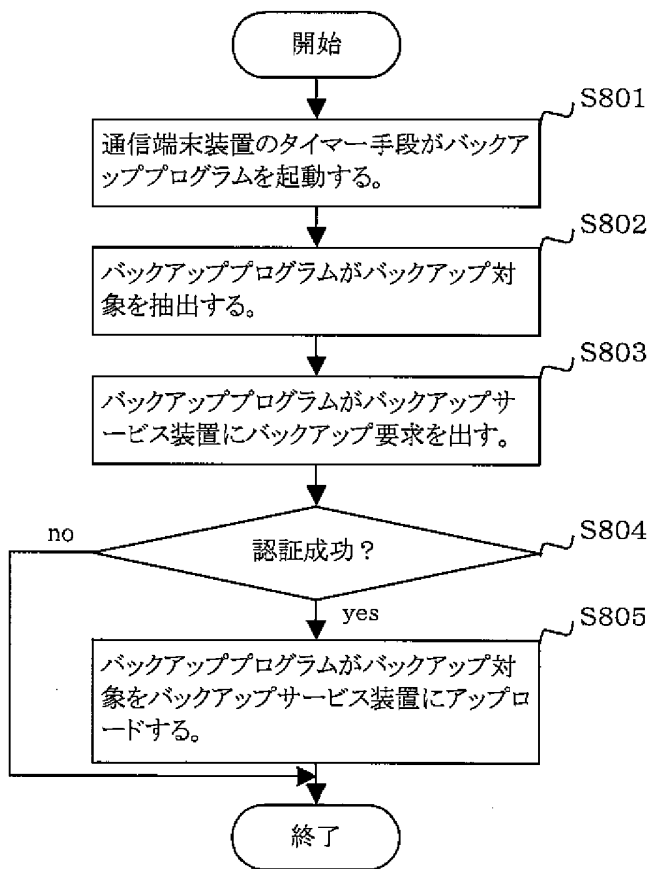 開始
S801
通信端末装置のタイマー手段がバックア
ッププログラムを起動する。
S802
バックアッププログラムがバックアップ対
象を抽出する。
S803
バックアッププログラムがバックアップサ
ービス装置にバックアップ要求を出す。
S804
no
認証成功？
yes
S805
バックアッププログラムがバックアップ対
象をバックアップサービス装置にアップロ
ードする。
終了